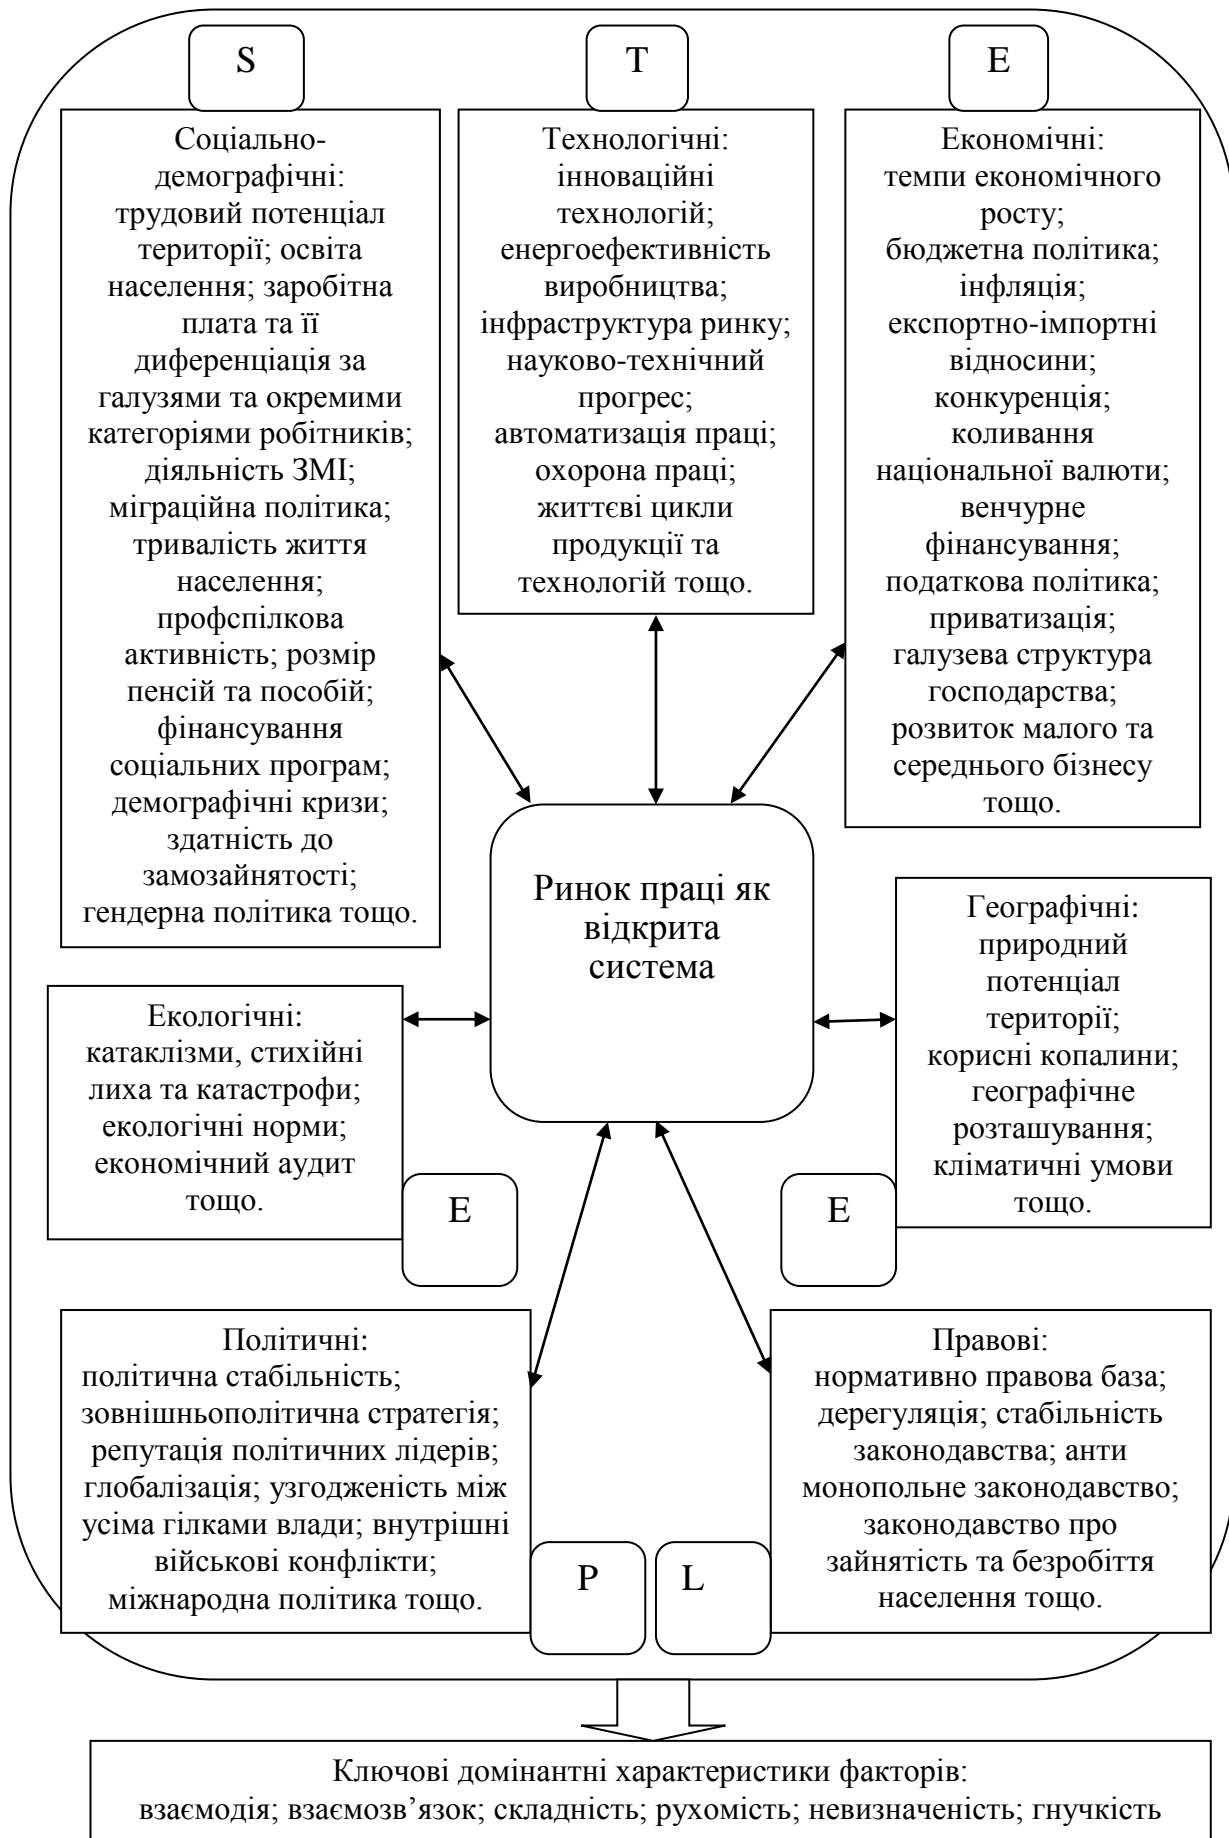 S
Соціально-
демографічні:
трудовий потенціал
території; освіта
населення; заробітна
плата та її
диференціація за
галузями та окремими
категоріями робітників;
діяльність ЗМІ;
міграційна політика;
тривалість життя
населення;
профспілкова
активність; розмір
пенсій та пособій;
фінансування
соціальних програм;
демографічні кризи;
здатність до
замозайнятості;
гендерна політика тощо.
T
Технологічні:
інноваційні
технологій;
енергоефективність
виробництва;
інфраструктура ринку;
науково-технічний
прогрес;
автоматизація праці;
охорона праці;
життєві цикли
продукції та
технологій тощо.
E
Економічні:
темпи економічного
росту;
бюджетна політика;
інфляція;
експортно-імпортні
відносини;
конкуренція;
коливання
національної валюти;
венчурне
фінансування;
податкова політика;
приватизація;
галузева структура
господарства;
розвиток малого та
середнього бізнесу
тощо.
Ринок праці як
відкрита
система
Екологічні:
катаклізми, стихійні
лиха та катастрофи;
екологічні норми;
економічний аудит
тощо.
E
Географічні:
природний
потенціал
території;
корисні копалини;
географічне
розташування;
кліматичні умови
тощо.
E
Політичні:
політична стабільність;
зовнішньополітична стратегія;
репутація політичних лідерів;
глобалізація; узгодженість між
усіма гілками влади; внутрішні
військові конфлікти;
міжнародна політика тощо.
P
L
Правові:
нормативно правова база;
дерегуляція; стабільність
законодавства; анти
монопольне законодавство;
законодавство про
зайнятість та безробіття
населення тощо.
Ключові домінантні характеристики факторів:
взаємодія; взаємозв’язок; складність; рухомість; невизначеність; гнучкість